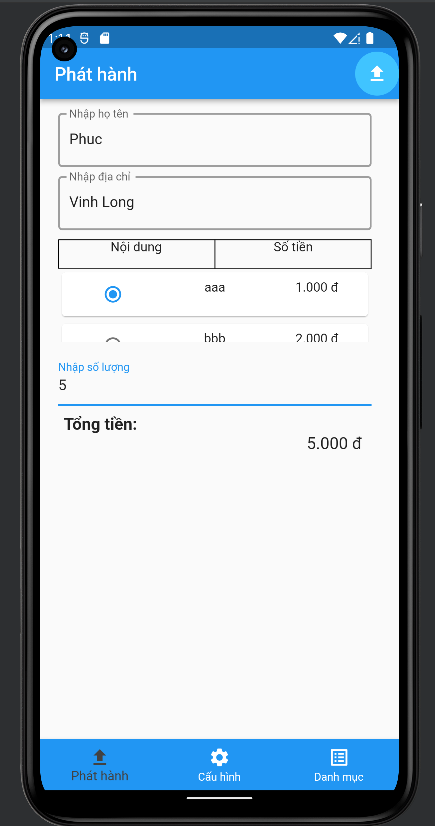 Phát hành
Nhập họ tên
Phuc
Nhập địa chỉ
Vinh Long
Nội dung Số tiền
aaa 1.000 đ
bbb 2.000 đ
Nhập số lượng
5
Tổng tiền:
5.000 đ
Phát hành Cấu hình Danh mục